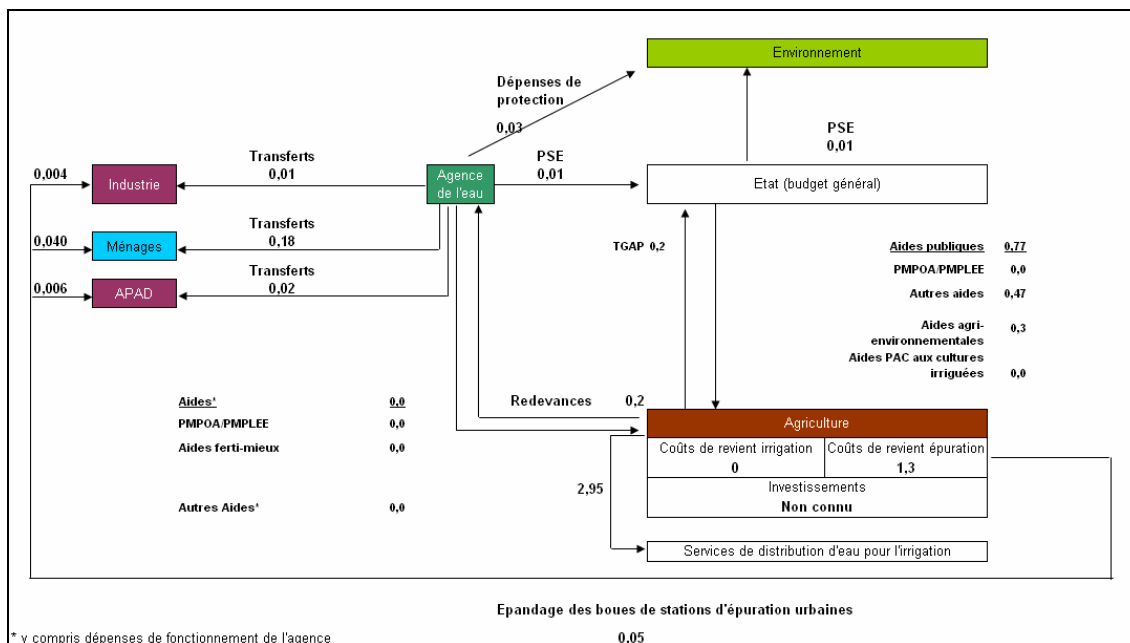 Environnement
Dépenses de
protection
0,03
PSE
0,01
PSE
0,01
0,004
Industrie
Transferts
0,01
Agence
de l'eau
Etat (budget général)
0,040
Ménages
Transferts
0,18
TGAP 0,2
Aides publiques 0,77
PMPOA/PMPLEE 0,0
Autres aides 0,47
Aides agri-
environnementales 0,3
Aides PAC aux cultures
irriguées 0,0
0,006
APAD
Transferts
0,02
Aides* 0,0
PMPOA/PMPLEE 0,0
Aides ferti-mieux 0,0
Autres Aides* 0,0
Redevances 0,2
Agriculture
Coûts de revient irrigation
0
Coûts de revient épuration
1,3
Investissements
Non connu
2,95
Services de distribution d'eau pour l'irrigation
Epandage des boues de stations d'épuration urbaines
0,05
* y compris dépenses de fonctionnement de l'agence